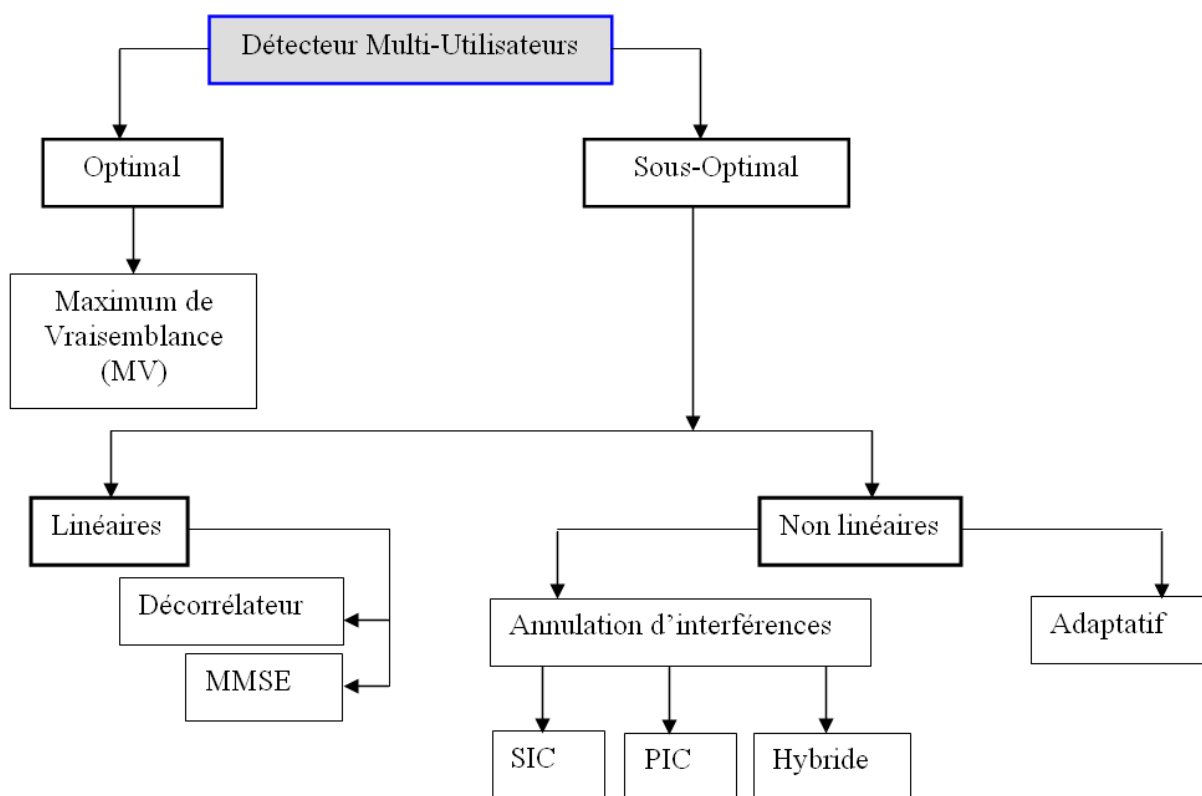 Détecteur Multi-Utilisateurs
Optimal
Sous-Optimal
Maximum de
Vraisemblance
(MV)
Linéaires
Non linéaires
Décorrélateur
Annulation d’interférences
Adaptatif
MMSE
SIC
PIC
Hybride